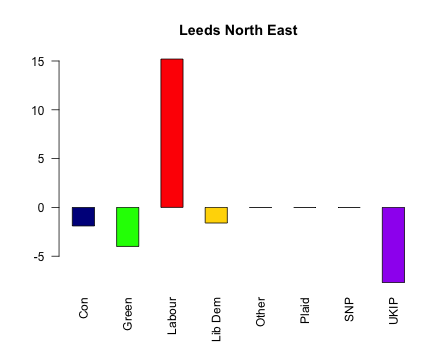 Leeds North East
15
10
5
0
-5
Con
Green
Labour
Lib Dem
Other
Plaid
SNP
UKIP